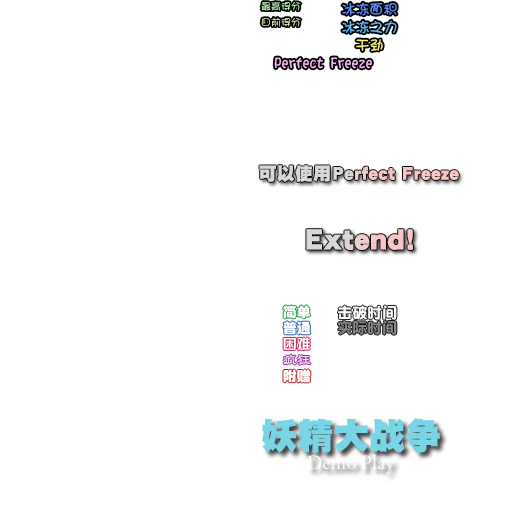 最高得分
目前得分
冰冻面积
冰冻之力
干劲
Perfect Freeze
可以使用Perfect Freeze
Extend!
简单
普通
困难
疯狂
附赠
击破时间
实际时间
妖精大战争
Demo Play